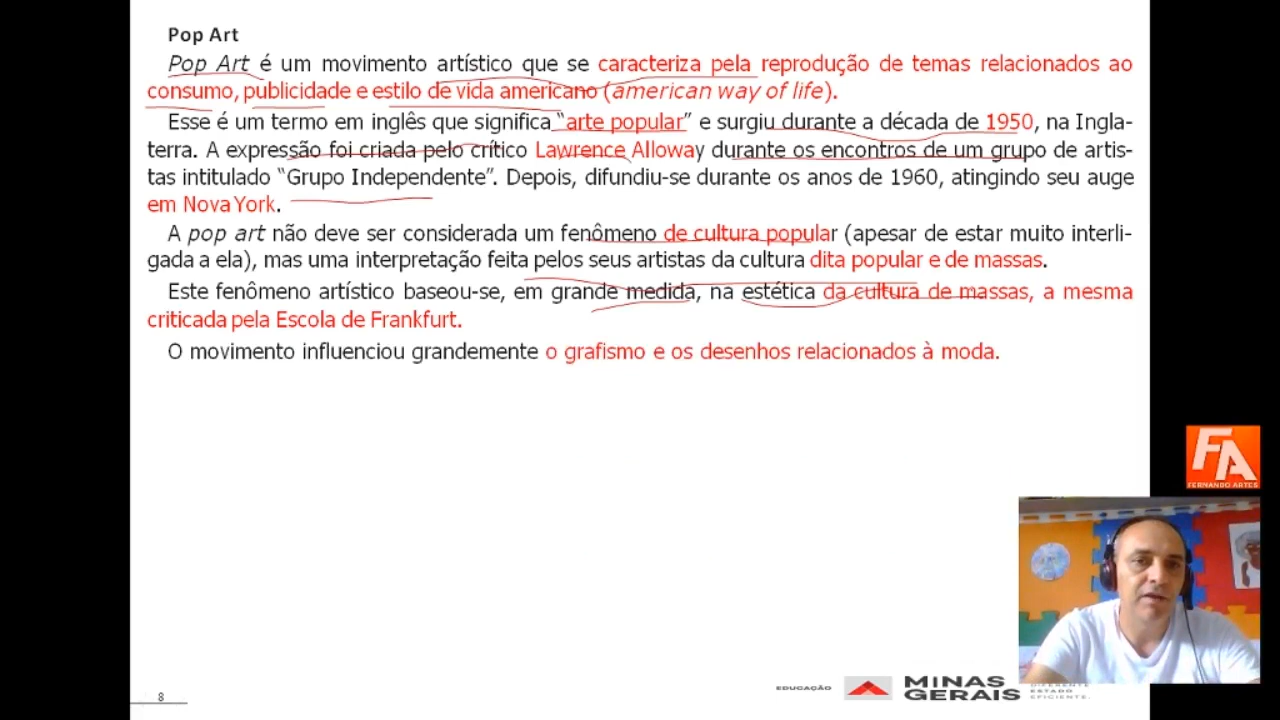 Pop Art
Pop Art é um movimento artístico que se caracteriza pela reprodução de temas relacionados ao
consumo, publicidade e estilo de vida americano (american way of life).
Esse é um termo em inglês que significa “arte popular” e surgiu durante a década de 1950, na Ingla-
terra. A expressão foi criada pelo crítico Lawrence Alloway durante os encontros de um grupo de artis-
tas intitulado “Grupo Independente”. Depois, difundiu-se durante os anos de 1960, atingindo seu auge
em Nova York.
A pop art não deve ser considerada um fenômeno de cultura popular (apesar de estar muito interli-
gada a ela), mas uma interpretação feita pelos seus artistas da cultura dita popular e de massas.
Este fenômeno artístico baseou-se, em grande medida, na estética da cultura de massas, a mesma
criticada pela Escola de Frankfurt.
O movimento influenciou grandemente o grafismo e os desenhos relacionados à moda.
FA
FERNANDO ARTES
8
EDUCAÇÃO
MINAS
GERAIS
DIFERENTE
ESTADO
EFICIENTE.